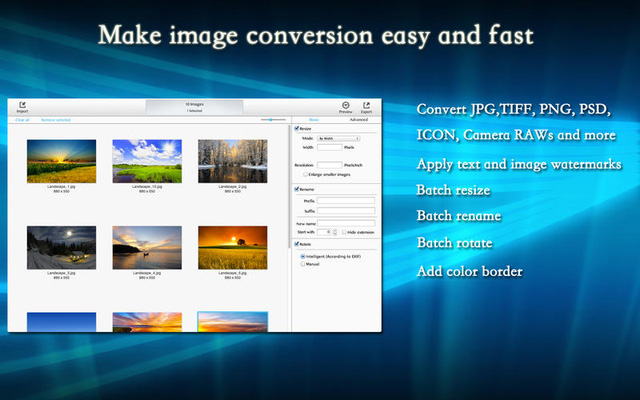 Make image conversion easy and fast
10 Images
1 Selected
Import
Preview
Export
Clear all
Remove selected
Basic
Advanced
Landscape_1.jpg
880 x 550
Landscape_10.jpg
880 x 550
Landscape_2.jpg
880 x 550
Landscape_3.jpg
880 x 550
Landscape_4.jpg
880 x 550
Landscape_5.jpg
880 x 550
Resize
Mode: By Width
Width: Pixels
Resolution: Pixels/inch
Enlarge smaller images
Rename
Prefix:
Suffix:
New name:
Start with: 0
Hide extension
Rotate
Intelligent (According to EXIF)
Manual
Convert JPG,TIFF, PNG, PSD,
ICON, Camera RAWs and more
Apply text and image watermarks
Batch resize
Batch rename
Batch rotate
Add color border